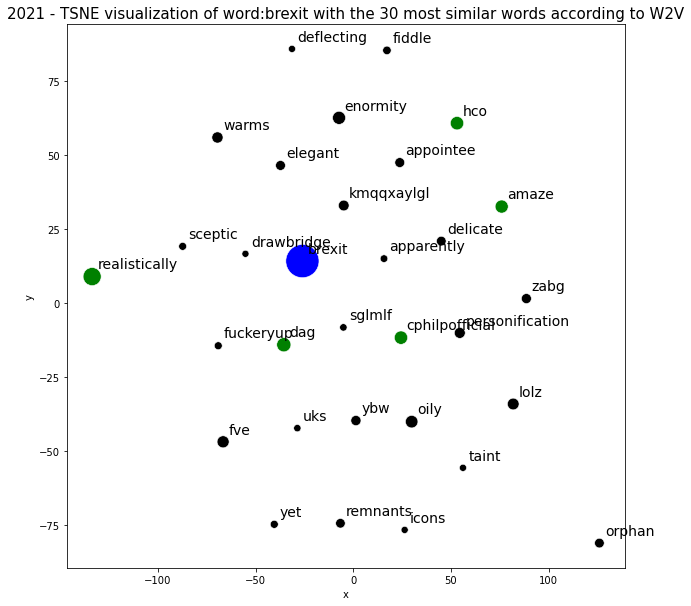 2021 - TSNE visualization of word:brexit with the 30 most similar words according to W2V
deflecting
fiddle
75
enormity
hco
warms
elegant
appointee
50
kmqqxaylgl
amaze
25
delicate
sceptic
drawbridge
brexit
apparently
realistically
zabg
y
0
sglmlf
cphilpofficial
personification
fuckeryup
dag
−25
lolz
ybw
oily
uks
fve
−50
taint
yet
remnants
icons
−75
orphan
−100
−50
0
50
100
x